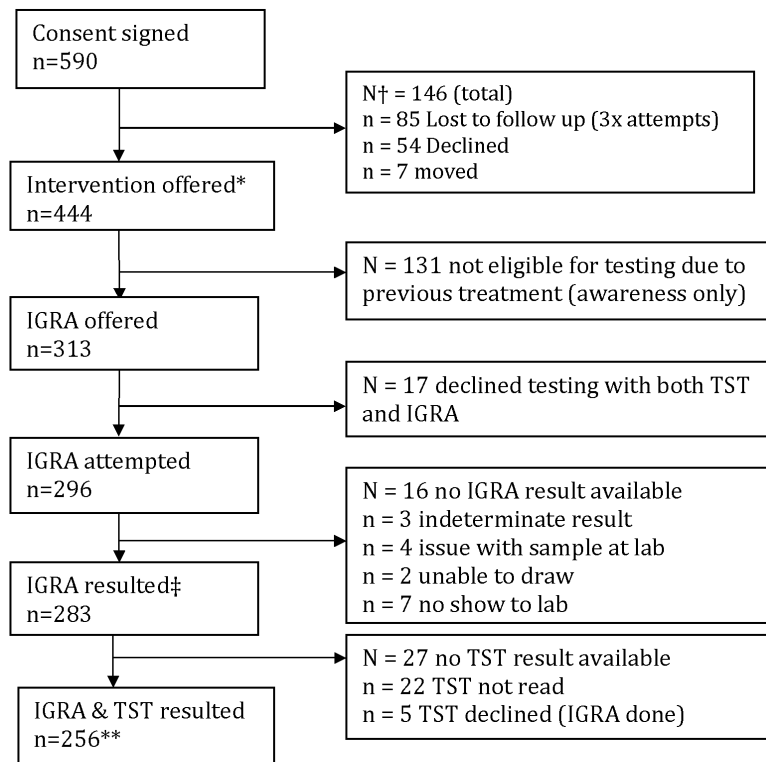 Consent signed
n=590
N† = 146 (total)
n = 85 Lost to follow up (3x attempts)
n = 54 Declined
n = 7 moved
Intervention offered*
n=444
N = 131 not eligible for testing due to
previous treatment (awareness only)
IGRA offered
n=313
N = 17 declined testing with both TST
and IGRA
IGRA attempted
n=296
N = 16 no IGRA result available
n = 3 indeterminate result
n = 4 issue with sample at lab
n = 2 unable to draw
n = 7 no show to lab
IGRA resulted‡
n=283
N = 27 no TST result available
n = 22 TST not read
n = 5 TST declined (IGRA done)
IGRA & TST resulted
n=256**